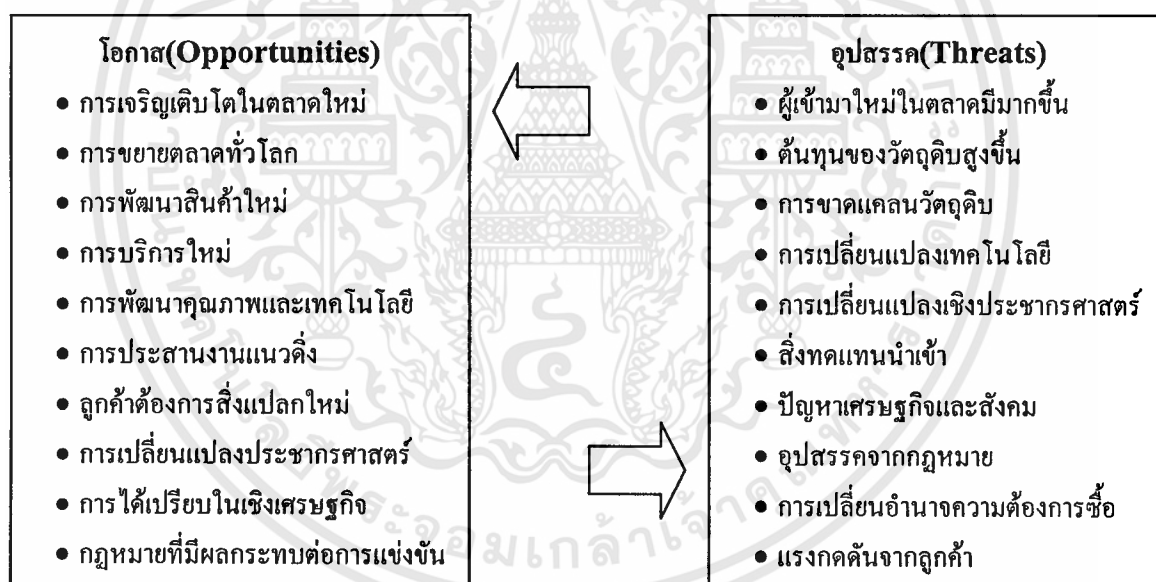 โอกาส(Opportunities)
● การเจริญเติบโตในตลาดใหม่
● การขยายตลาดทั่วโลก
● การพัฒนาสินค้าใหม่
● การบริการใหม่
● การพัฒนาคุณภาพและเทคโนโลยี
● การประสานงานแนวดิ่ง
● ลูกค้าต้องการสิ่งแปลกใหม่
● การเปลี่ยนแปลงประชากรศาสตร์
● การได้เปรียบในเชิงเศรษฐกิจ
● กฎหมายที่มีผลกระทบต่อการแข่งขัน
อุปสรรค(Threats)
● ผู้เข้ามาใหม่ในตลาดมีมากขึ้น
● ต้นทุนของวัตถุดิบสูงขึ้น
● การขาดแคลนวัตถุดิบ
● การเปลี่ยนแปลงเทคโนโลยี
● การเปลี่ยนแปลงเชิงประชากรศาสตร์
● สิ่งทดแทนนำเข้า
● ปัญหาเศรษฐกิจและสังคม
● อุปสรรคจากกฎหมาย
● การเปลี่ยนอำนาจความต้องการซื้อ
● แรงกดดันจากลูกค้า